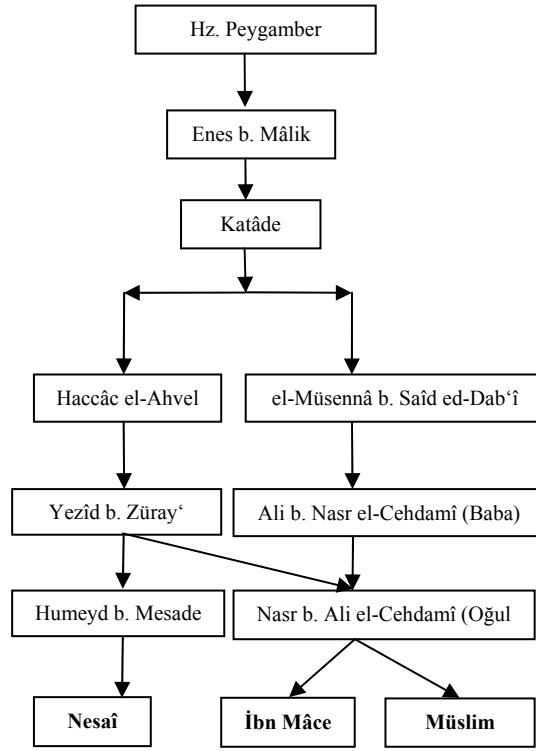 Hz. Peygamber
Enes b. Mâlik
Katâde
Haccâc el-Ahvel
el-Müsennâ b. Saîd ed-Dab‘î
Yezîd b. Züray‘
Ali b. Nasr el-Cehdamî (Baba)
Humeyd b. Mesade
Nasr b. Ali el-Cehdamî (Oğul
Nesaî
İbn Mâce
Müslim